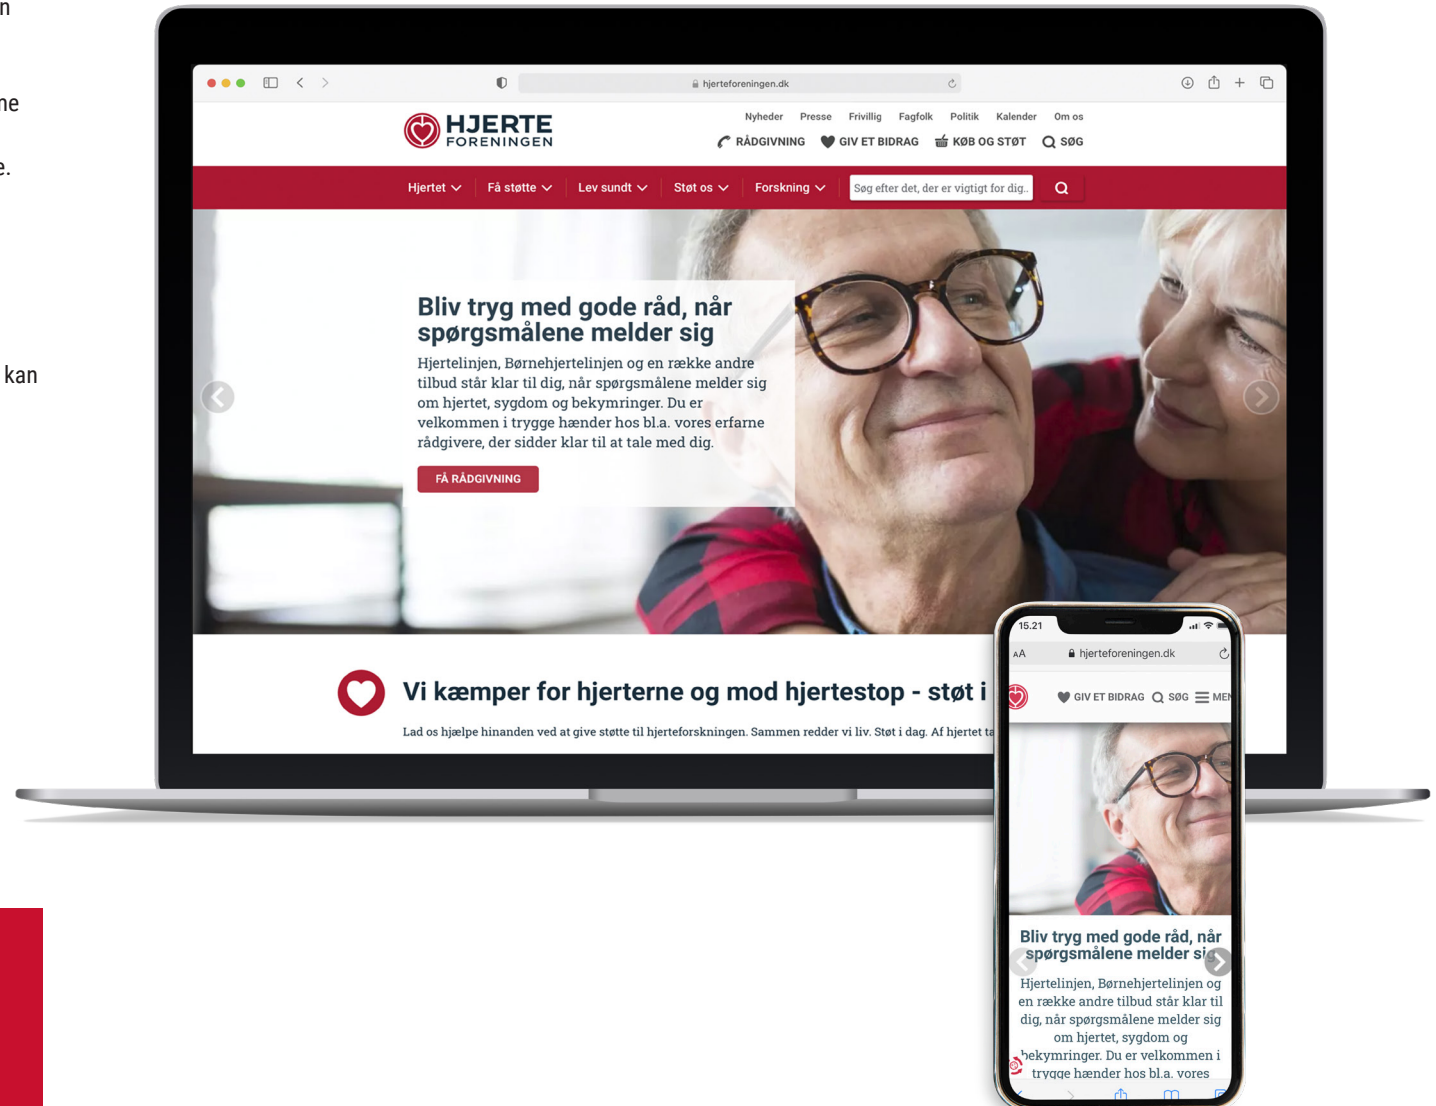 kan
hjerteforeningen.dk
HJERTE
FORENINGEN
Nyheder Presse Frivillig Fagfolk Politik Kalender Om os
RÅDGIVNING GIV ET BIDRAG KØB OG STØT SØG
Hjertet Få støtte Lev sundt Støt os Forskning Søg efter det, der er vigtigt for dig..
Bliv tryg med gode råd, når
spørgsmålene melder sig
Hjertelinjen, Børnehjertelinjen og en række andre
tilbud står klar til dig, når spørgsmålene melder sig
om hjertet, sygdom og bekymringer. Du er
velkommen i trygge hænder hos bl.a. vores erfarne
rådgivere, der sidder klar til at tale med dig.
FÅ RÅDGIVNING
Vi kæmper for hjerterne og mod hjertestop - støt i
Lad os hjælpe hinanden ved at give støtte til hjerteforskningen. Sammen redder vi liv. Støt i dag. Af hjertet ta
15.21
AA hjerteforeningen.dk
GIV ET BIDRAG SØG MEN
Bliv tryg med gode råd, når
spørgsmålene melder sig
Hjertelinjen, Børnehjertelinjen og
en række andre tilbud står klar til
dig, når spørgsmålene melder sig
om hjertet, sygdom og
bekymringer. Du er velkommen i
trygge hænder hos bl.a. vores